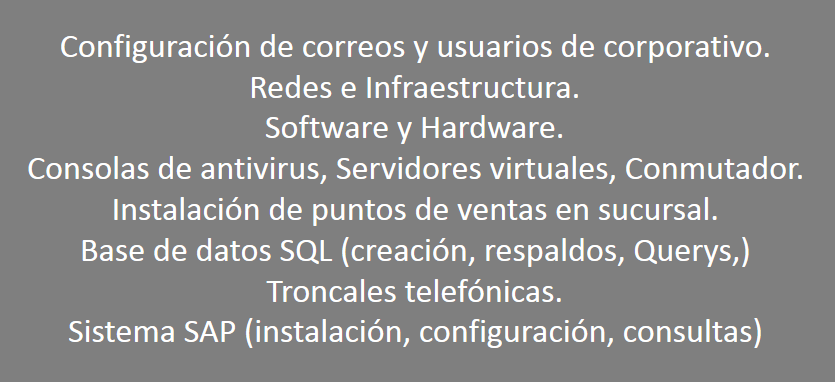 Configuración de correos y usuarios de corporativo.
Redes e Infraestructura.
Software y Hardware.
Consolas de antivirus, Servidores virtuales, Conmutador.
Instalación de puntos de ventas en sucursal.
Base de datos SQL (creación, respaldos, Querys,)
Troncales telefónicas.
Sistema SAP (instalación, configuración, consultas)